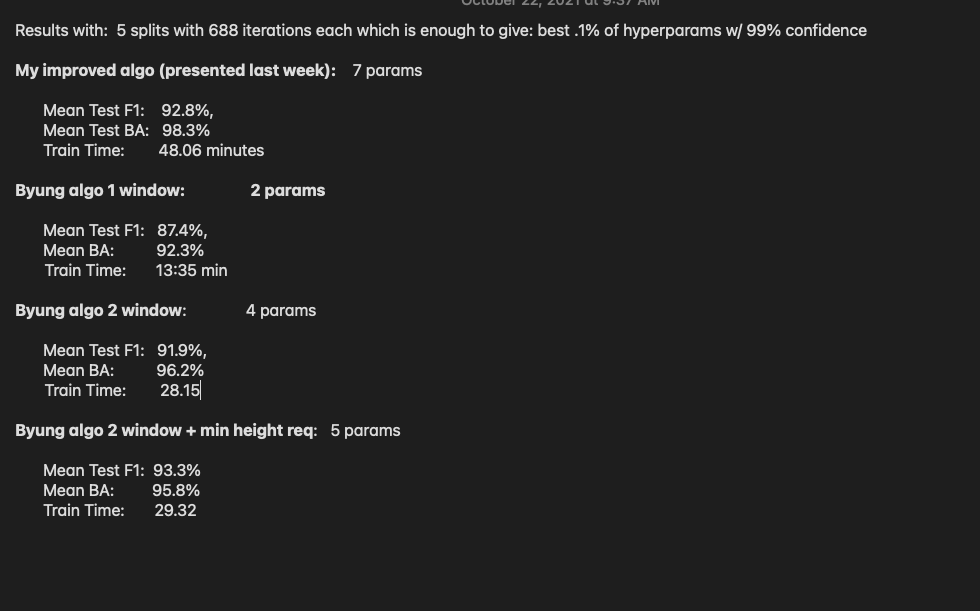 October 22, 2021 at 9:37 AM
Results with: 5 splits with 688 iterations each which is enough to give: best .1% of hyperparams w/ 99% confidence
My improved algo (presented last week): 7 params
Mean Test F1: 92.8%,
Mean Test BA: 98.3%
Train Time: 48.06 minutes
Byung algo 1 window: 2 params
Mean Test F1: 87.4%,
Mean BA: 92.3%
Train Time: 13:35 min
Byung algo 2 window: 4 params
Mean Test F1: 91.9%,
Mean BA: 96.2%
Train Time: 28.15
Byung algo 2 window + min height req: 5 params
Mean Test F1: 93.3%
Mean BA: 95.8%
Train Time: 29.32